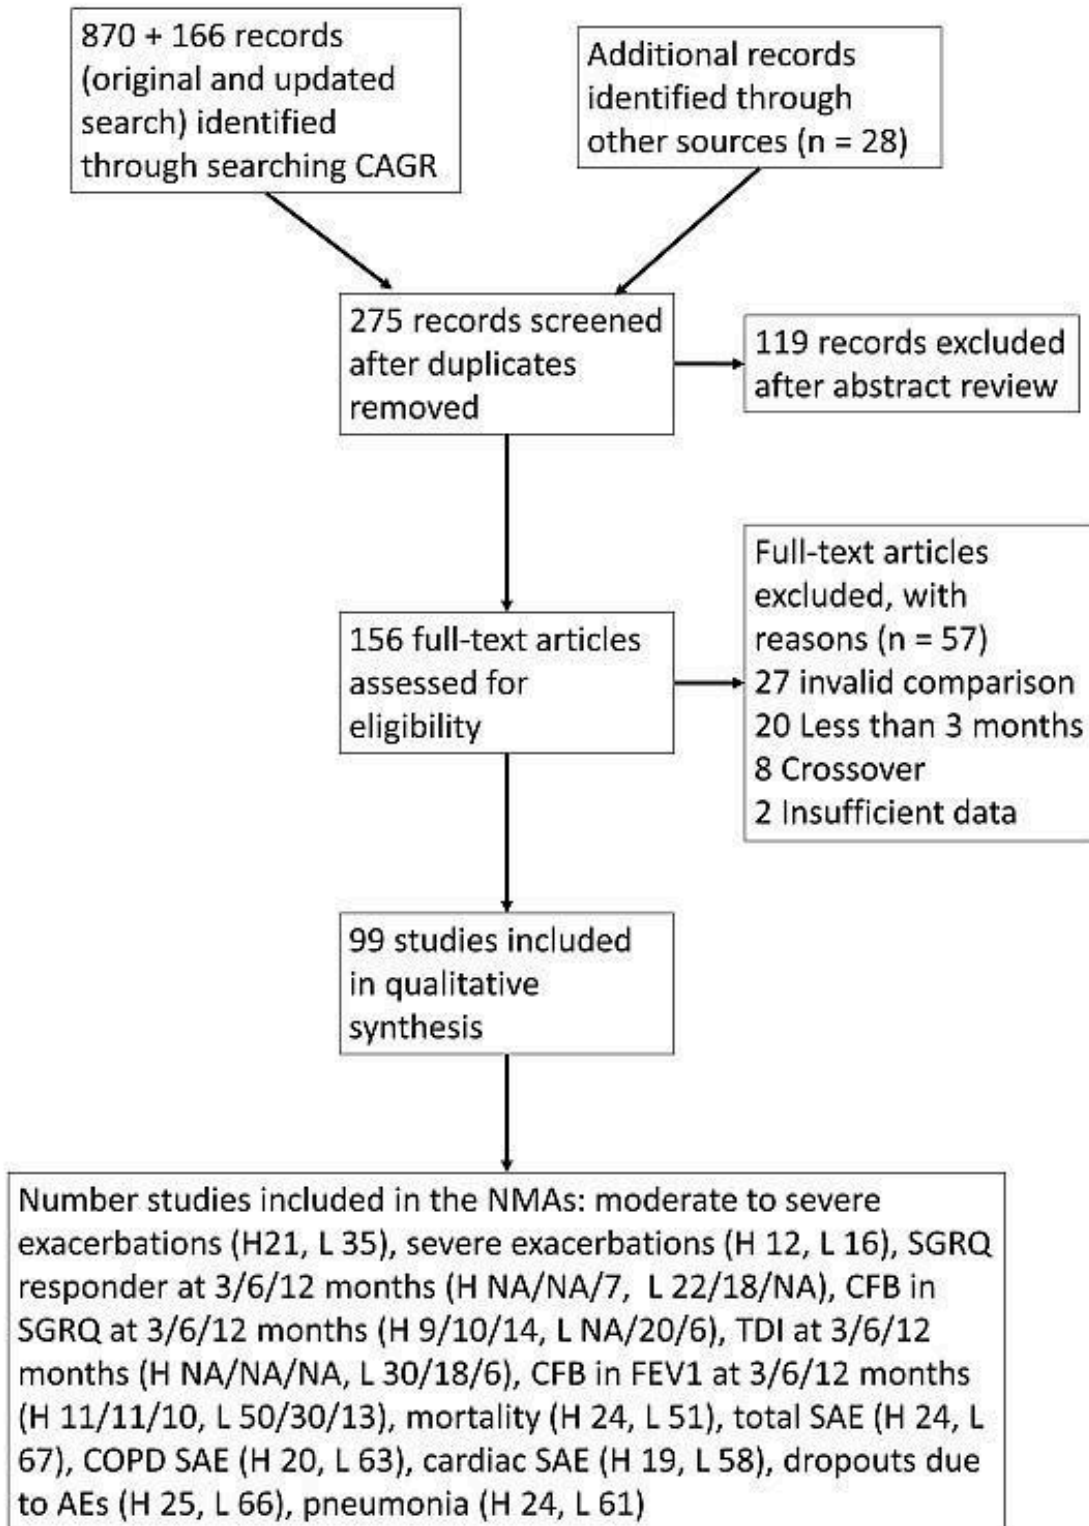 870 + 166 records
(original and updated
search) identified
through searching CAGR
Additional records
identified through
other sources (n = 28)
275 records screened
after duplicates
removed
119 records excluded
after abstract review
156 full-text articles
assessed for
eligibility
Full-text articles
excluded, with
reasons (n = 57)
27 invalid comparison
20 Less than 3 months
8 Crossover
2 Insufficient data
99 studies included
in qualitative
synthesis
Number studies included in the NMAs: moderate to severe
exacerbations (H21, L 35), severe exacerbations (H 12, L 16), SGRQ
responder at 3/6/12 months (H NA/NA/7, L 22/18/NA), CFB in
SGRQ at 3/6/12 months (H 9/10/14, L NA/20/6), TDI at 3/6/12
months (H NA/NA/NA, L 30/18/6), CFB in FEV1 at 3/6/12 months
(H 11/11/10, L 50/30/13), mortality (H 24, L 51), total SAE (H 24, L
67), COPD SAE (H 20, L 63), cardiac SAE (H 19, L 58), dropouts due
to AEs (H 25, L 66), pneumonia (H 24, L 61)